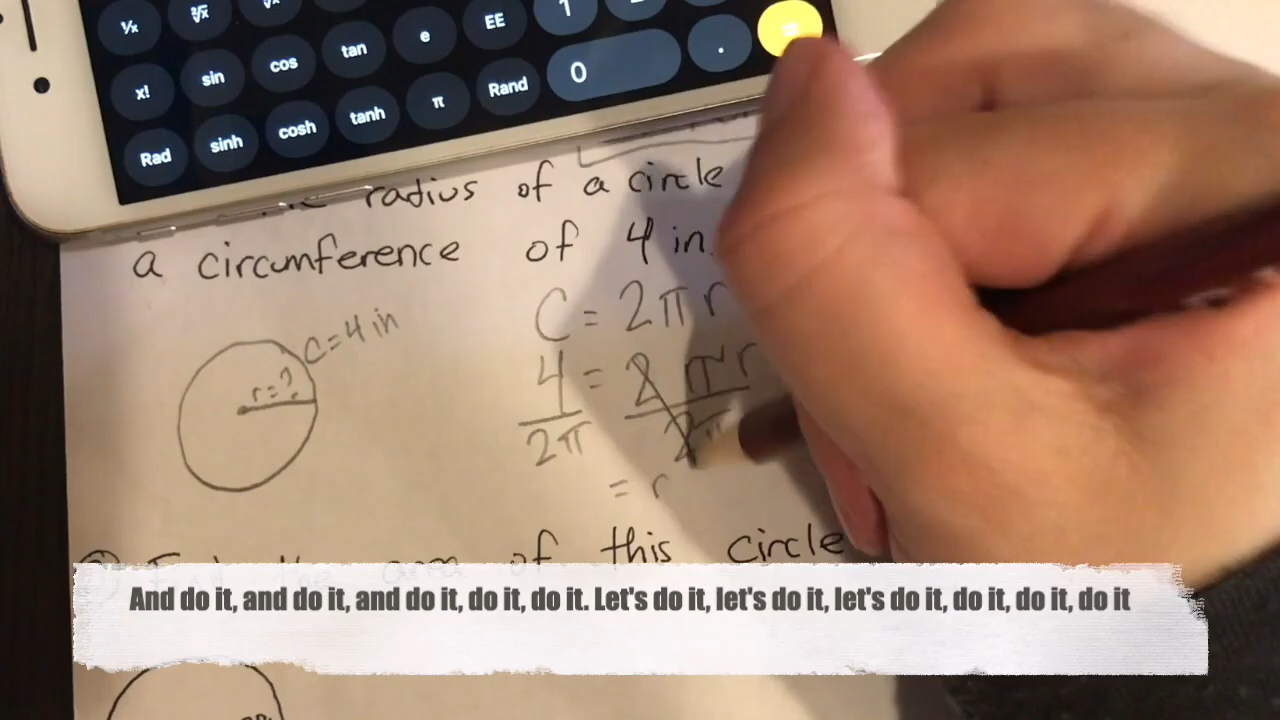 ¹⁄x ∛x
x! sin cos tan e EE 1
Rad sinh cosh tanh π Rand 0 . =
radius of a circle
a circumference of 4 in.
C=4 in
r=?
C = 2πr
4 = 2πr
2π 2π
= r
of this circle
And do it, and do it, and do it, do it, do it. Let's do it, let's do it, let's do it, do it, do it, do it